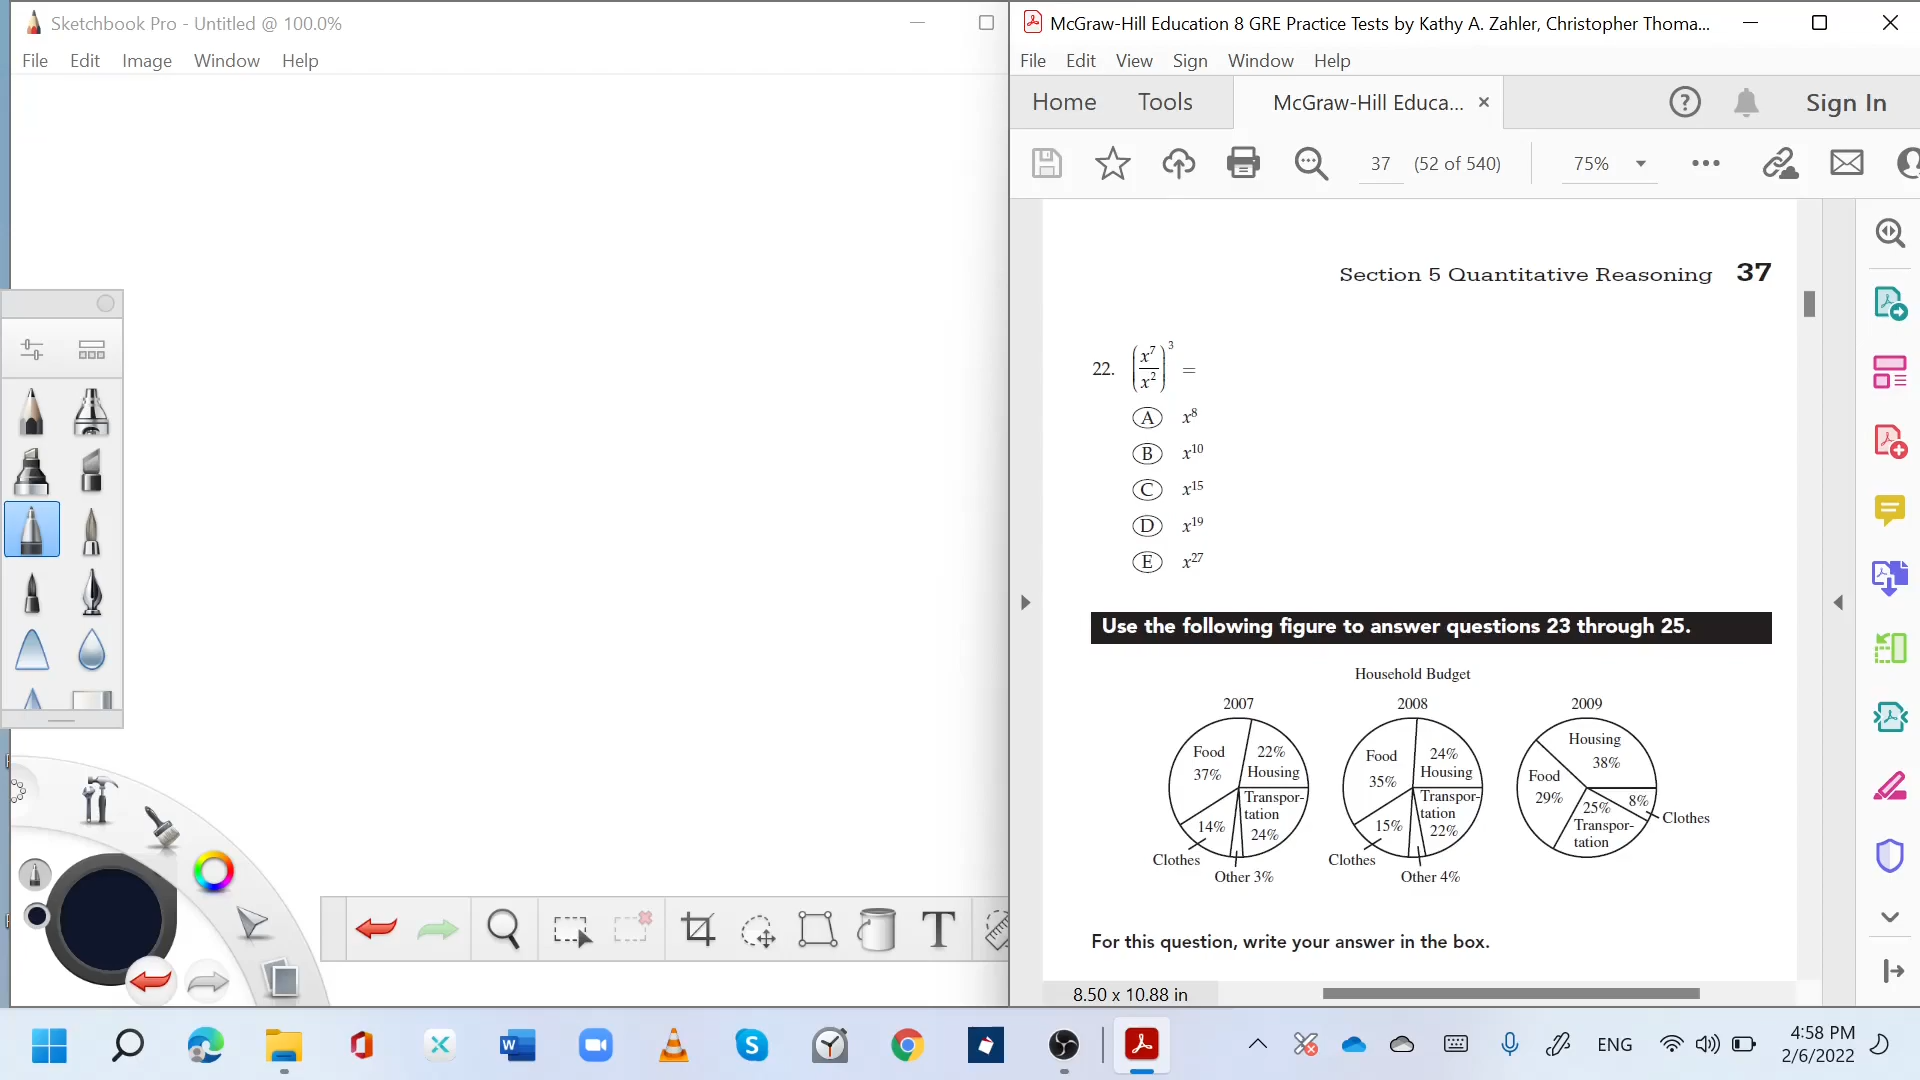 Sketchbook Pro - Untitled @ 100.0%
File Edit Image Window Help
McGraw-Hill Education 8 GRE Practice Tests by Kathy A. Zahler, Christopher Thoma...
File Edit View Sign Window Help
Home Tools McGraw-Hill Educa... × Sign In
37 (52 of 540) 75%
Section 5 Quantitative Reasoning 37
22. (x⁷/x²)³ =
A x⁸
B x¹⁰
C x¹⁵
D x¹⁹
E x²⁷
Use the following figure to answer questions 23 through 25.
Household Budget
2007
Food
37%
22%
Housing
Transpor-
tation
24%
14%
Clothes
Other 3%
2008
Food
35%
24%
Housing
Transpor-
tation
22%
15%
Clothes
Other 4%
2009
Housing
38%
Food
29%
25%
Transpor-
tation
8%
Clothes
For this question, write your answer in the box.
8.50 x 10.88 in
T
W
S
ENG
4:58 PM
2/6/2022